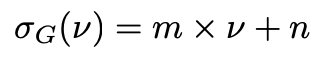 σ_G(ν) = m × ν + n